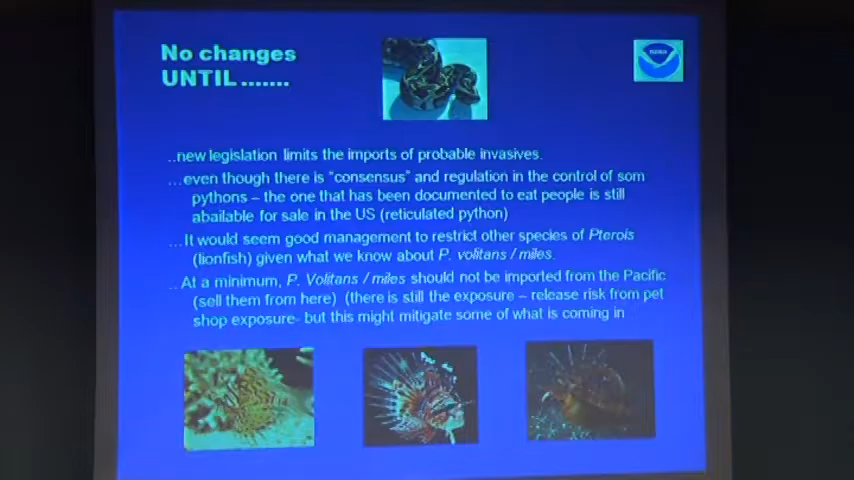 No changes
UNTIL.......
noaa
..new legislation limits the imports of probable invasives.
...even though there is "consensus" and regulation in the control of som
pythons – the one that has been documented to eat people is still
abailable for sale in the US (reticulated python)
...It would seem good management to restrict other species of Pterois
(lionfish) given what we know about P. volitans / miles.
..At a minimum, P. Volitans / miles should not be imported from the Pacific
(sell them from here) (there is still the exposure – release risk from pet
shop exposure- but this might mitigate some of what is coming in